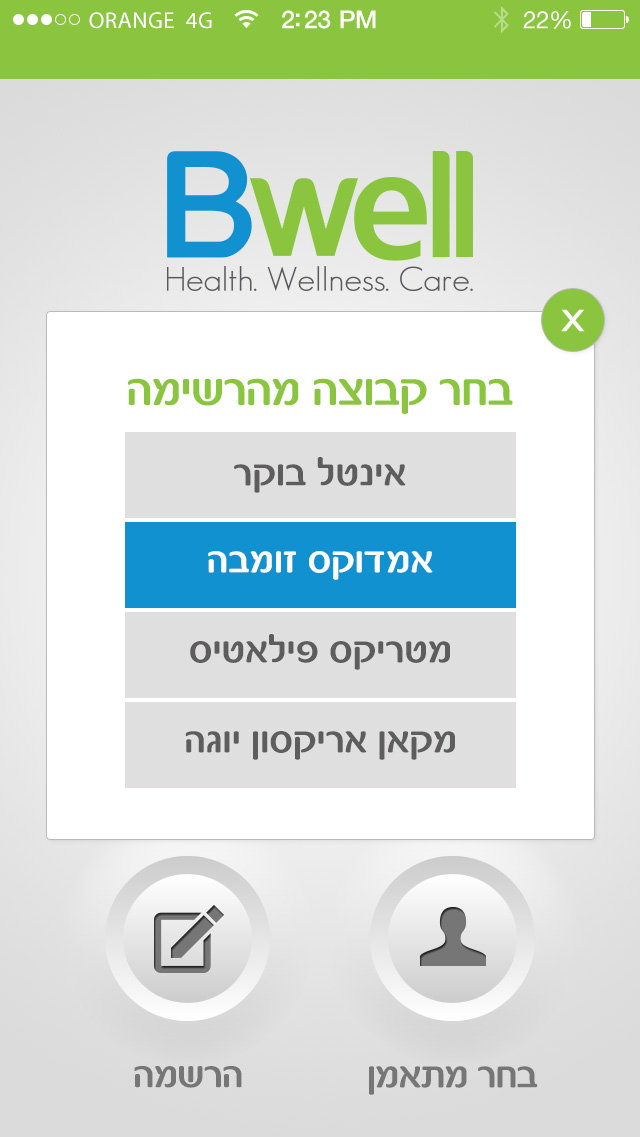 ORANGE 4G 2:23 PM 22%
Bwell
Health. Wellness. Care.
X
בחר קבוצה מהרשימה
אינטל בוקר
אמדוקס זומבה
מטריקס פילאטיס
מקאן אריקסון יוגה
בחר מתאמן
הרשמה